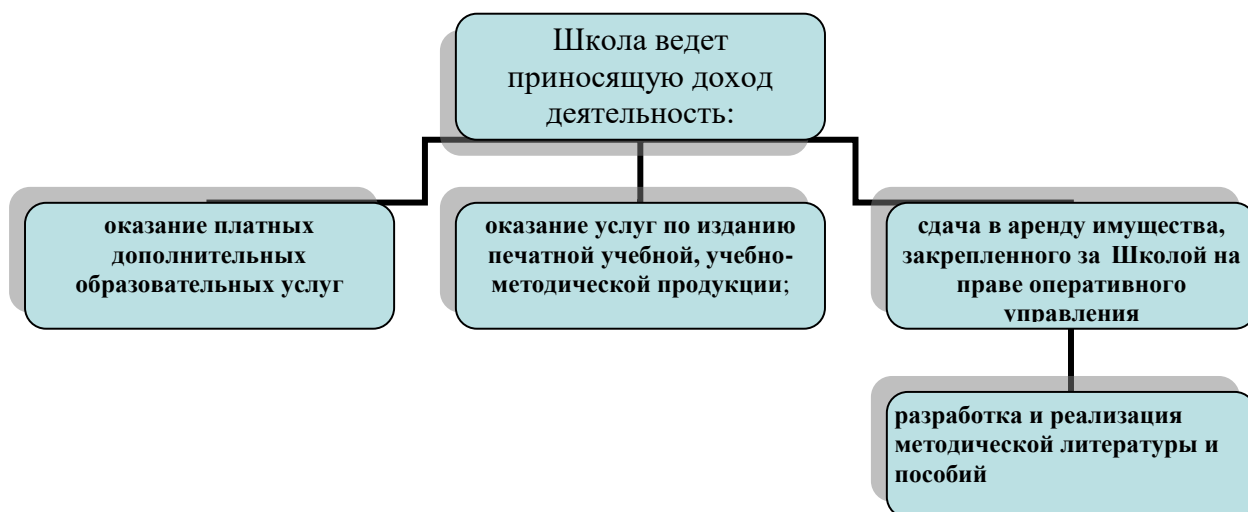 Школа ведет
приносящую доход
деятельность:
оказание платных
дополнительных
образовательных услуг
оказание услуг по изданию
печатной учебной, учебно-
методической продукции;
сдача в аренду имущества,
закрепленного за Школой на
праве оперативного
управления
разработка и реализация
методической литературы и
пособий